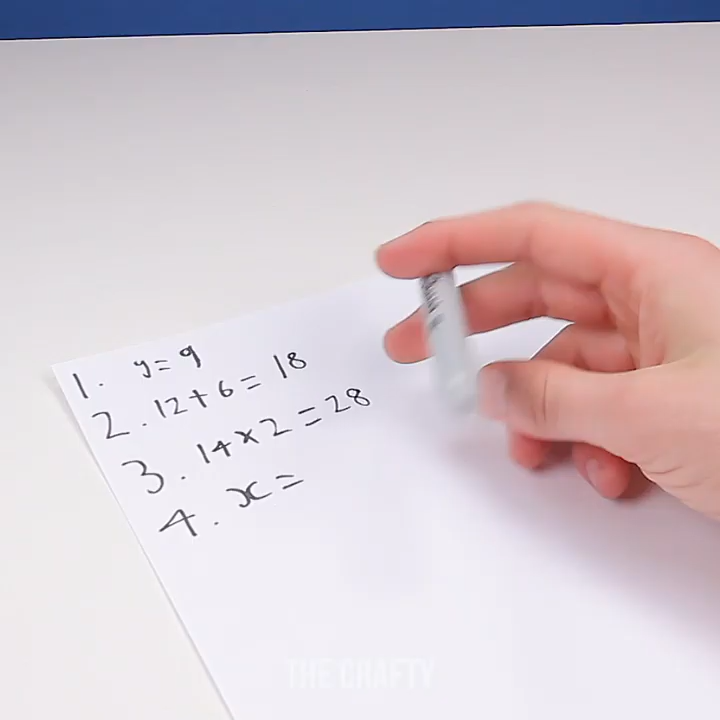 1. y=9
2. 12+6=18
3. 14×2=28
4. x=
THE CRAFTY